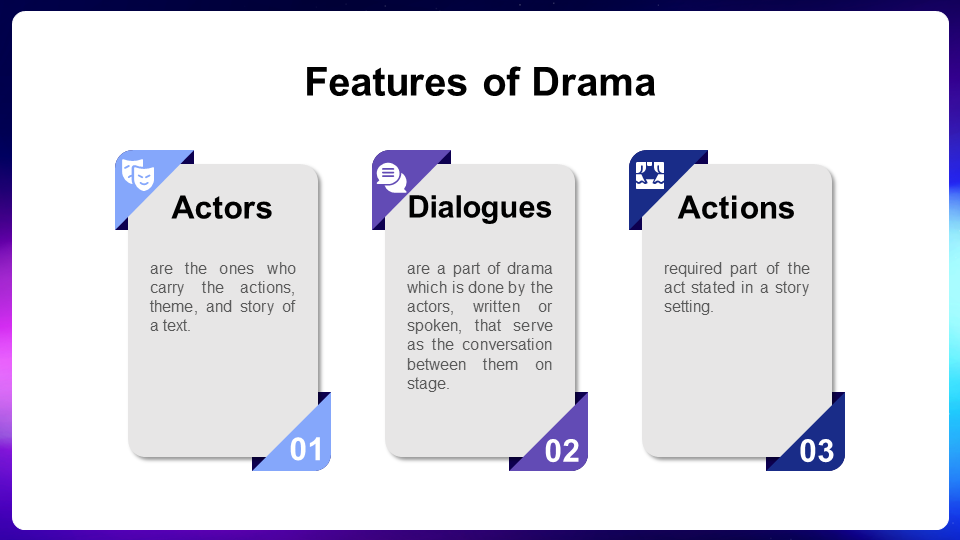 Features of Drama
Actors
are the ones who
carry the actions,
theme, and story of
a text.
01
Dialogues
are a part of drama
which is done by the
actors, written or
spoken, that serve
as the conversation
between them on
stage.
02
Actions
required part of the
act stated in a story
setting.
03